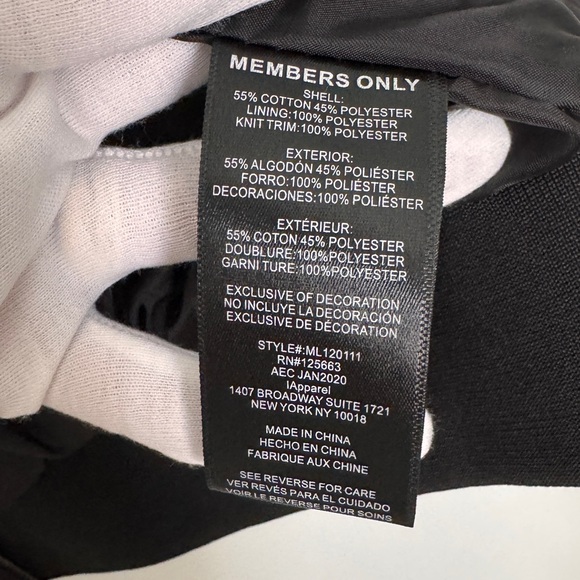 MEMBERS ONLY
SHELL:
55% COTTON 45% POLYESTER
LINING:100% POLYESTER
KNIT TRIM:100% POLYESTER
EXTERIOR:
55% ALGODÓN 45% POLIÉSTER
FORRO:100% POLIÉSTER
DECORACIONES:100% POLIÉSTER
EXTÉRIEUR:
55% COTON 45% POLYESTER
DOUBLURE:100%POLYESTER
GARNI TURE:100%POLYESTER
EXCLUSIVE OF DECORATION
NO INCLUYE LA DECORACIÓN
EXCLUSIVE DE DÉCORATION
STYLE#:ML120111
RN#125663
AEC JAN2020
IApparel
1407 BROADWAY SUITE 1721
NEW YORK NY 10018
MADE IN CHINA
HECHO EN CHINA
FABRIQUE AUX CHINE
SEE REVERSE FOR CARE
VER REVÉS PARA EL CUIDADO
VOIR LE REVERSE POUR SOINS